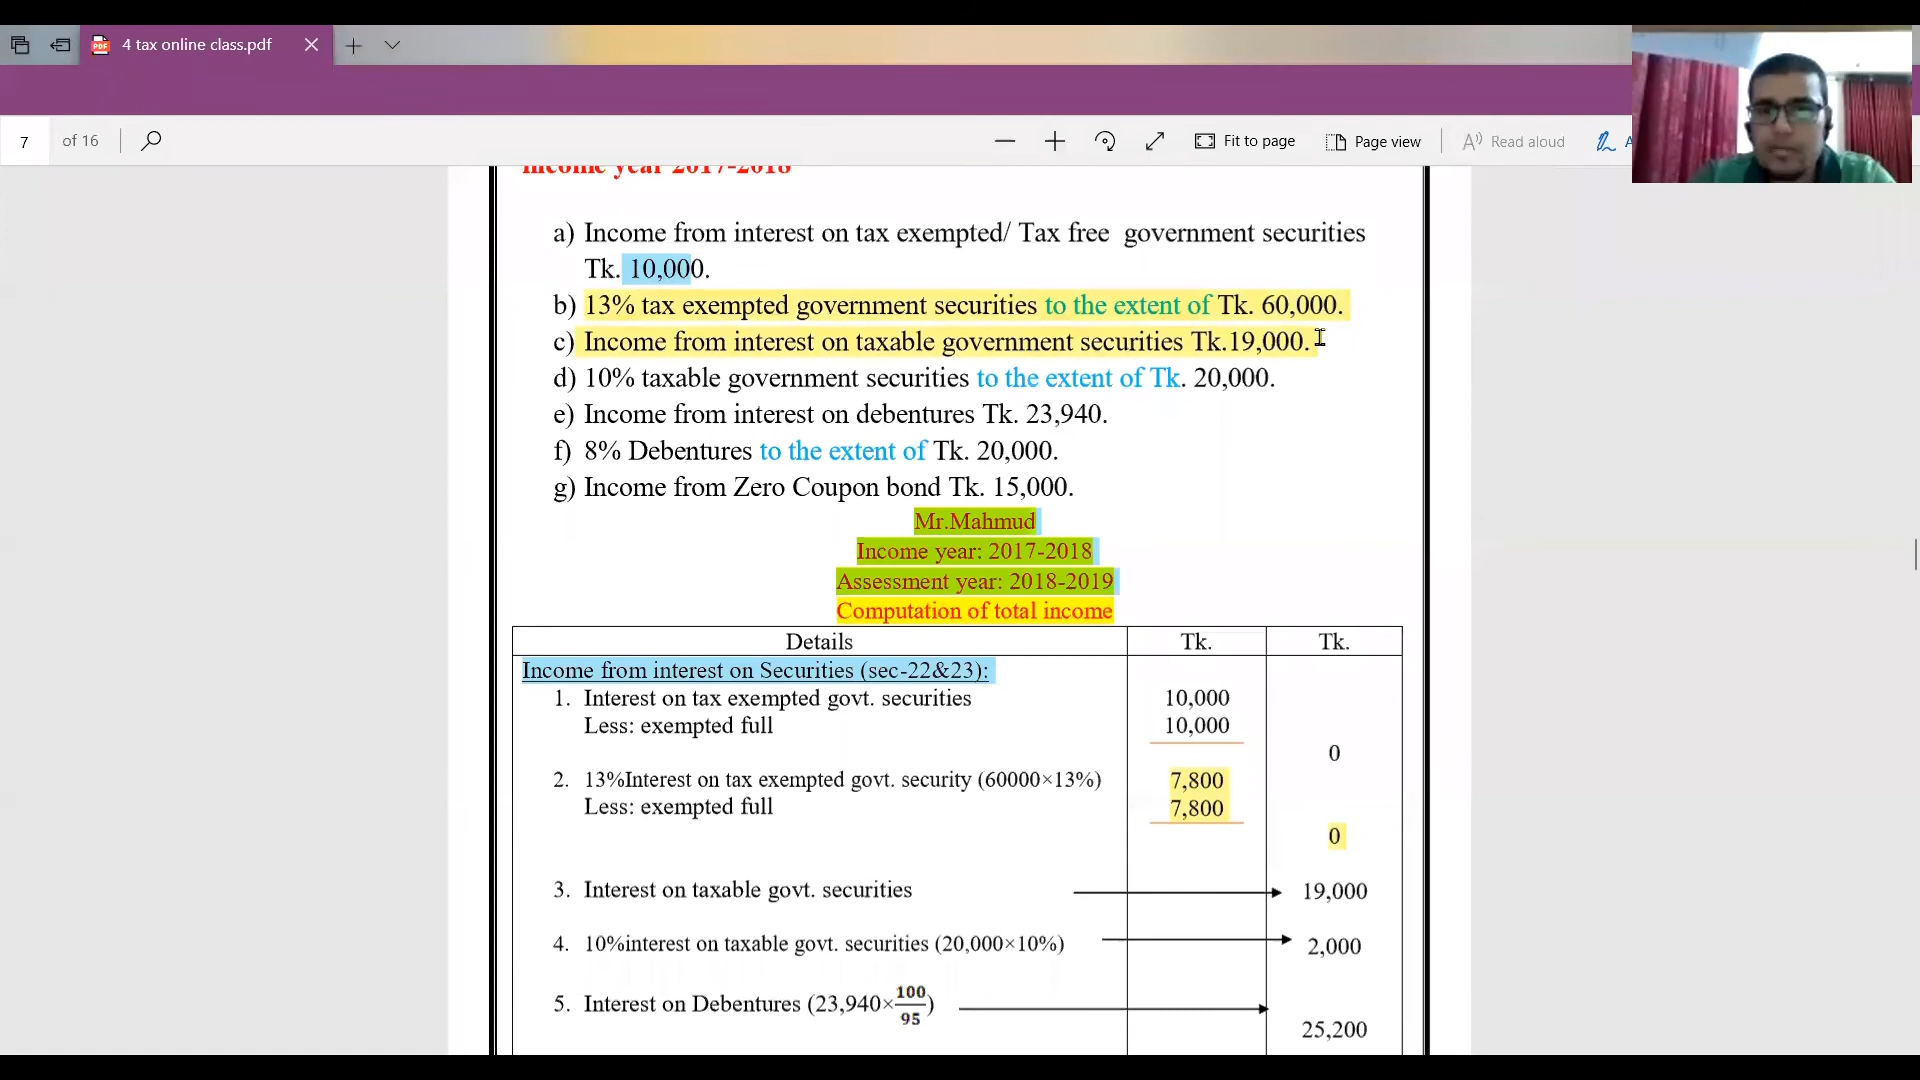 4 tax online class.pdf
7 of 16
Fit to page
Page view
Read aloud
Income year 2017-2018
a) Income from interest on tax exempted/ Tax free government securities
Tk. 10,000.
b) 13% tax exempted government securities to the extent of Tk. 60,000.
c) Income from interest on taxable government securities Tk.19,000.
d) 10% taxable government securities to the extent of Tk. 20,000.
e) Income from interest on debentures Tk. 23,940.
f) 8% Debentures to the extent of Tk. 20,000.
g) Income from Zero Coupon bond Tk. 15,000.
Mr.Mahmud
Income year: 2017-2018
Assessment year: 2018-2019
Computation of total income
Details Tk. Tk.
Income from interest on Securities (sec-22&23):
1. Interest on tax exempted govt. securities 10,000
Less: exempted full 10,000
0
2. 13%Interest on tax exempted govt. security (60000×13%) 7,800
Less: exempted full 7,800
0
3. Interest on taxable govt. securities 19,000
4. 10%interest on taxable govt. securities (20,000×10%) 2,000
5. Interest on Debentures (23,940×100/95)
25,200